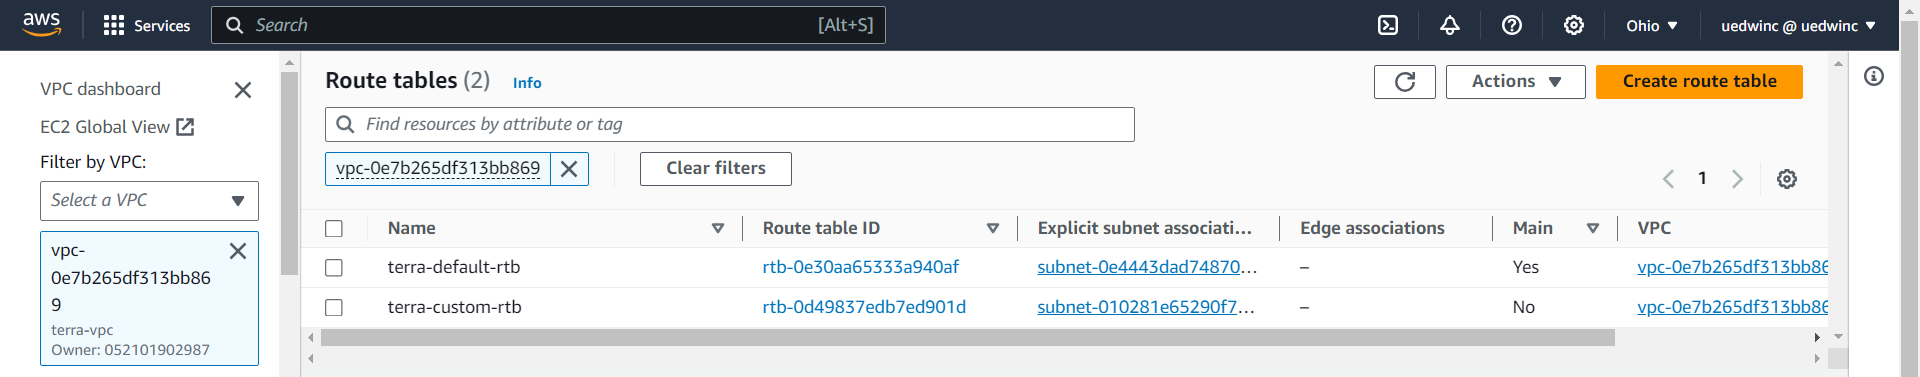 aws
Services
Search
[Alt+S]
Ohio
uedwinc @ uedwinc
VPC dashboard
EC2 Global View
Filter by VPC:
Select a VPC
vpc-
0e7b265df313bb86
9
terra-vpc
Owner: 052101902987
Route tables (2)
Info
Actions
Create route table
Find resources by attribute or tag
vpc-0e7b265df313bb869
Clear filters
1
Name
Route table ID
Explicit subnet associati...
Edge associations
Main
VPC
terra-default-rtb
rtb-0e30aa65333a940af
subnet-0e4443dad74870...
–
Yes
vpc-0e7b265df313bb86
terra-custom-rtb
rtb-0d49837edb7ed901d
subnet-010281e65290f7...
–
No
vpc-0e7b265df313bb86